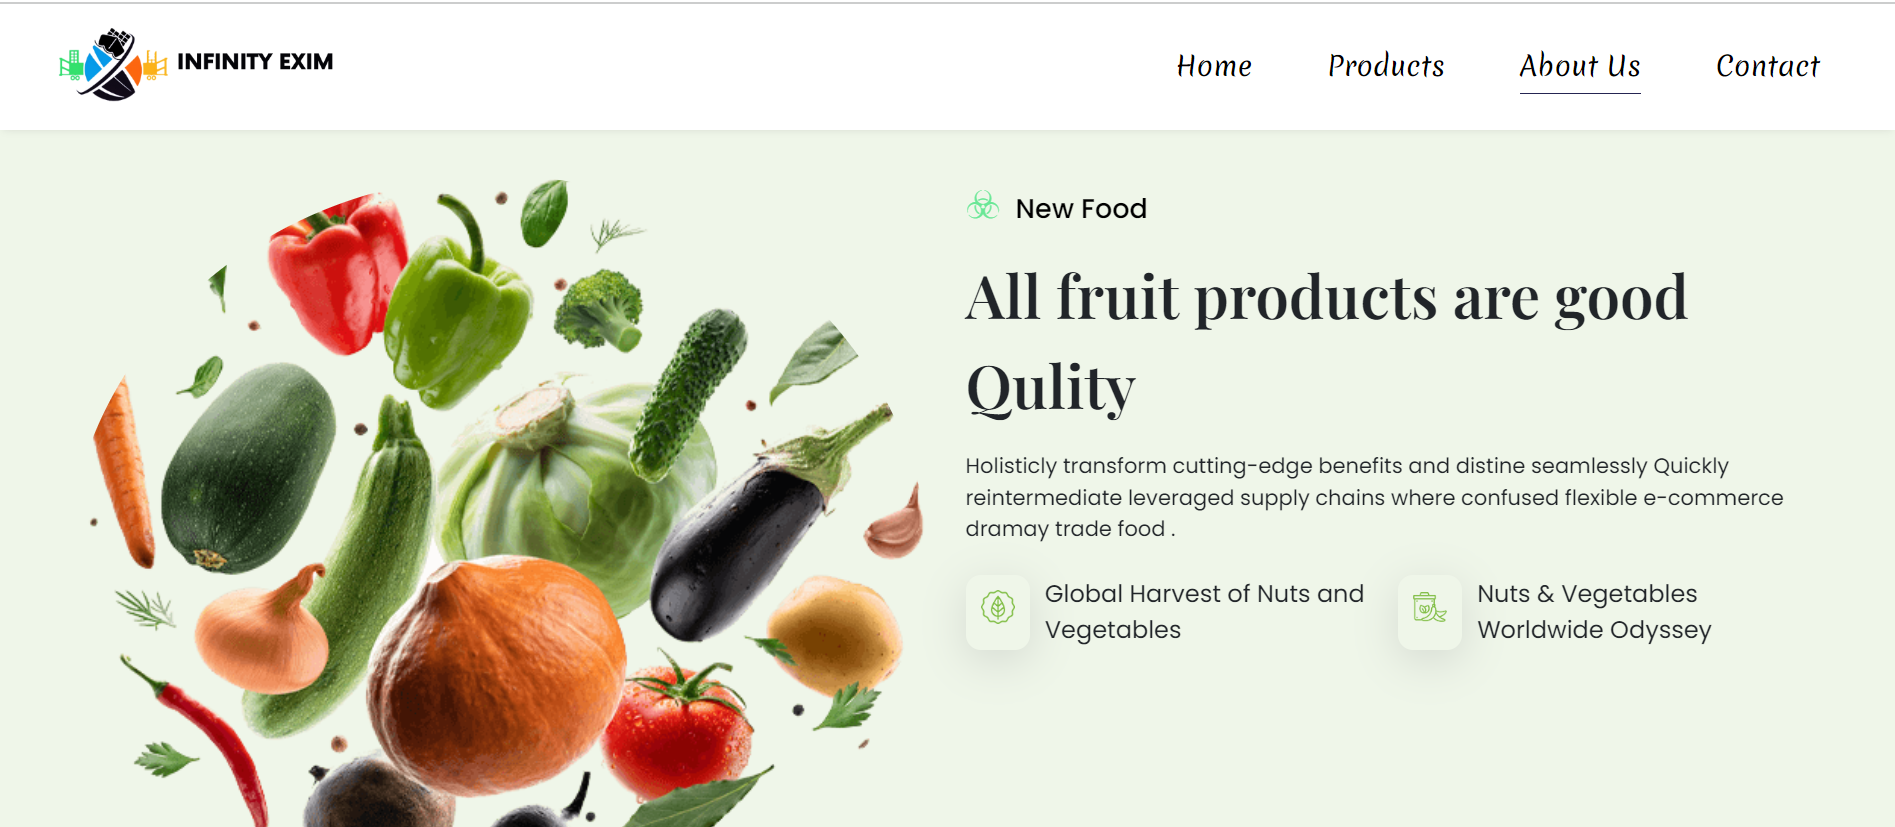 INFINITY EXIM
Home Products About Us Contact
New Food
All fruit products are good
Qulity
Holisticly transform cutting-edge benefits and distine seamlessly Quickly
reintermediate leveraged supply chains where confused flexible e-commerce
dramay trade food .
Global Harvest of Nuts and
Vegetables
Nuts & Vegetables
Worldwide Odyssey